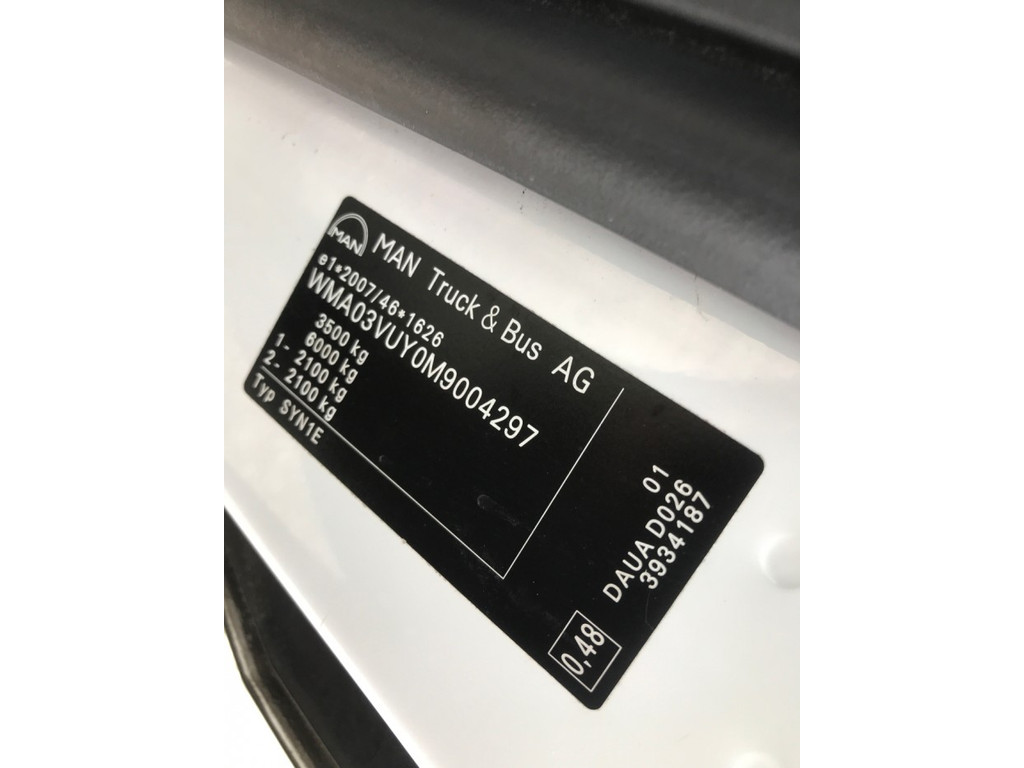 MAN
MAN Truck & Bus AG
e1*2007/46*1626
WMA03VUY0M9004297
3500 kg
6000 kg
1- 2100 kg
2- 2100 kg
Typ SYN1E
01
DAUA D026
3934187
0,48